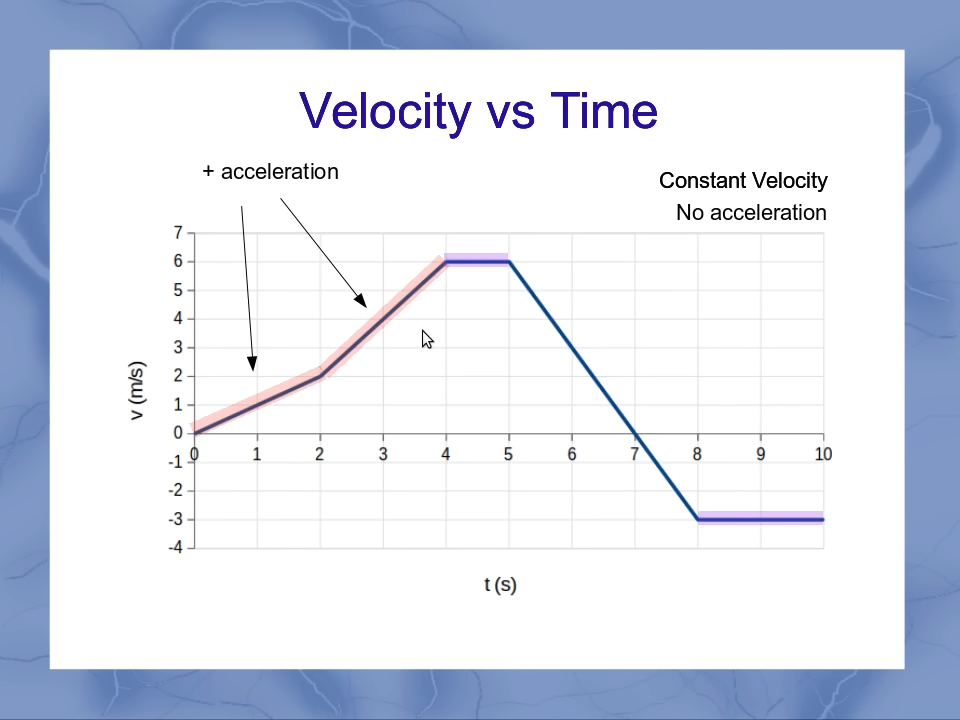 Velocity vs Time
+ acceleration
Constant Velocity
No acceleration
7
6
5
4
3
2
1
0
-1
-2
-3
-4
v (m/s)
0 1 2 3 4 5 6 7 8 9 10
t (s)